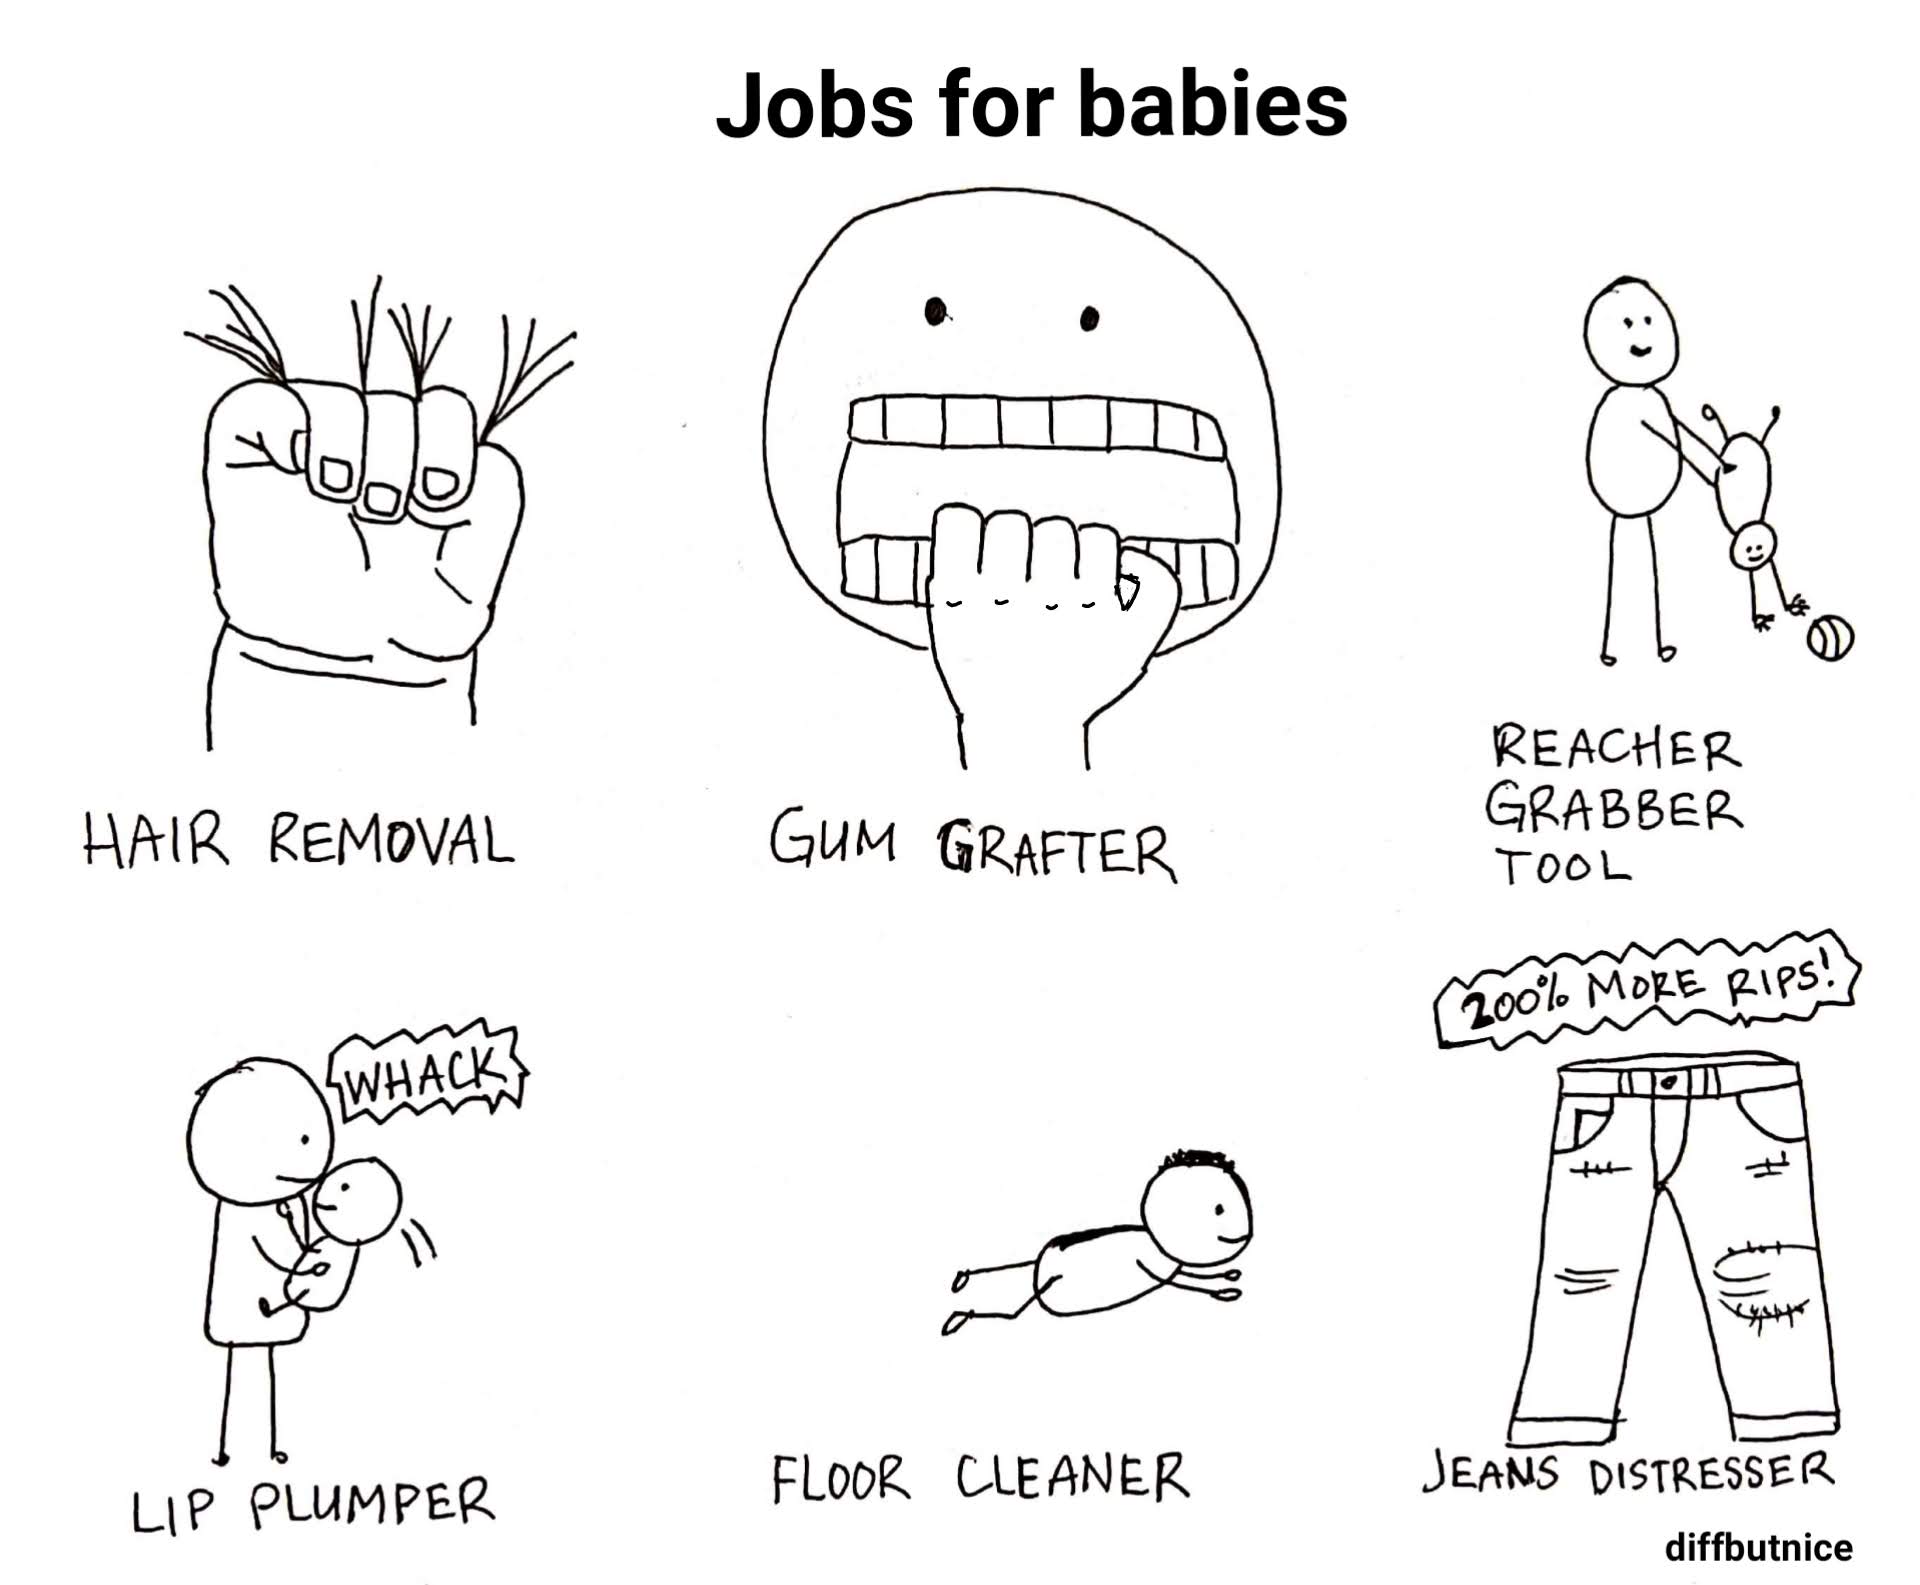 Jobs for babies
HAIR REMOVAL
GUM GRAFTER
REACHER
GRABBER
TOOL
WHACK
LIP PLUMPER
FLOOR CLEANER
200% MORE RIPS!
JEANS DISTRESSER
diffbutnice